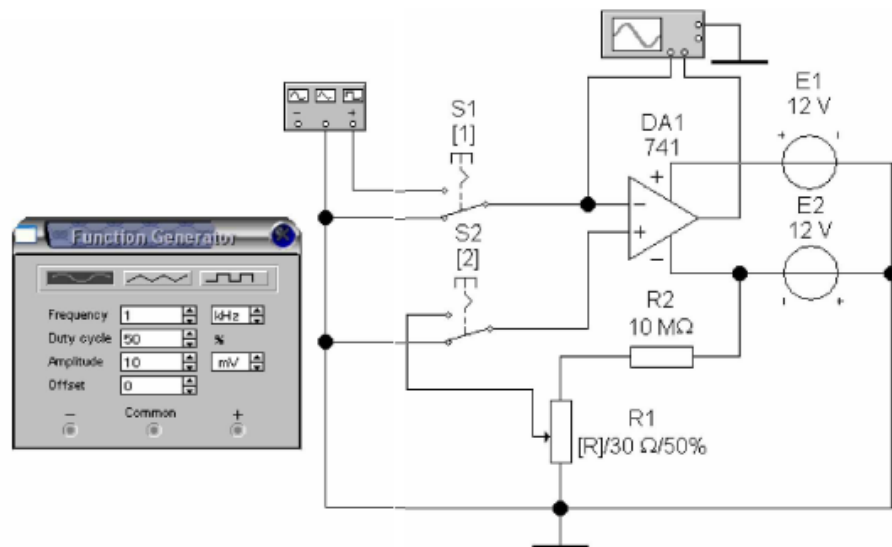 E1
12 V
S1
[1]
DA1
741
E2
12 V
S2
[2]
R2
10 MΩ
R1
[R]/30 Ω/50%
Function Generator
Frequency 1 kHz
Duty cycle 50 %
Amplitude 10 mV
Offset 0
− Common +